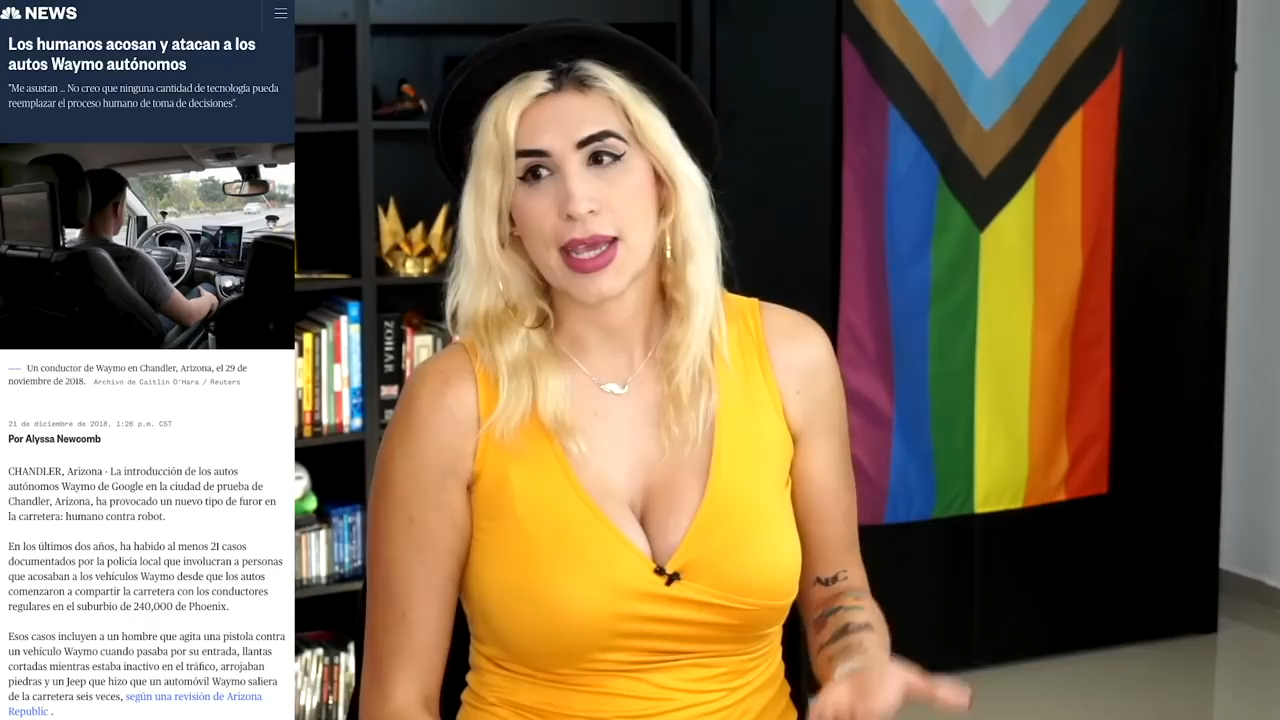 NEWS
Los humanos acosan y atacan a los
autos Waymo autónomos
"Me asustan ... No creo que ninguna cantidad de tecnología pueda
reemplazar el proceso humano de toma de decisiones".
Un conductor de Waymo en Chandler, Arizona, el 29 de
noviembre de 2018. Archivo de Caitlin O'Hara / Reuters
21 de diciembre de 2018, 1:26 p.m. CST
Por Alyssa Newcomb
CHANDLER, Arizona - La introducción de los autos
autónomos Waymo de Google en la ciudad de prueba de
Chandler, Arizona, ha provocado un nuevo tipo de furor en
la carretera: humano contra robot.
En los últimos dos años, ha habido al menos 21 casos
documentados por la policía local que involucran a personas
que acosaban a los vehículos Waymo desde que los autos
comenzaron a compartir la carretera con los conductores
regulares en el suburbio de 240,000 de Phoenix.
Esos casos incluyen a un hombre que agita una pistola contra
un vehículo Waymo cuando pasaba por su entrada, llantas
cortadas mientras estaba inactivo en el tráfico, arrojaban
piedras y un Jeep que hizo que un automóvil Waymo saliera
de la carretera seis veces, según una revisión de Arizona
Republic .
ZOHAR
ABC